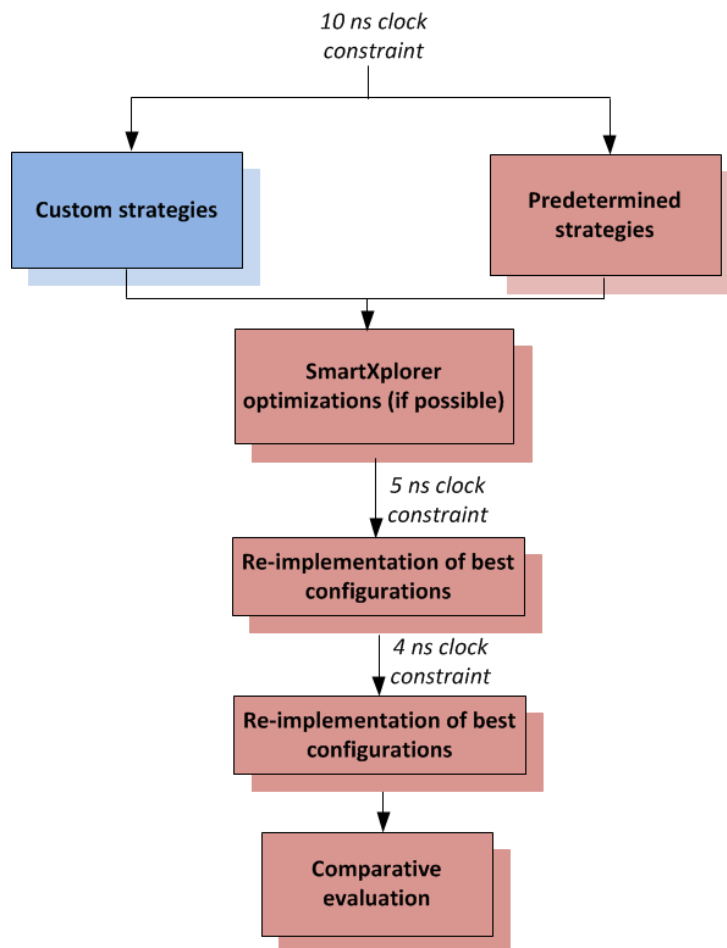 10 ns clock
constraint
Custom strategies
Predetermined
strategies
SmartXplorer
optimizations (if possible)
5 ns clock
constraint
Re-implementation of best
configurations
4 ns clock
constraint
Re-implementation of best
configurations
Comparative
evaluation